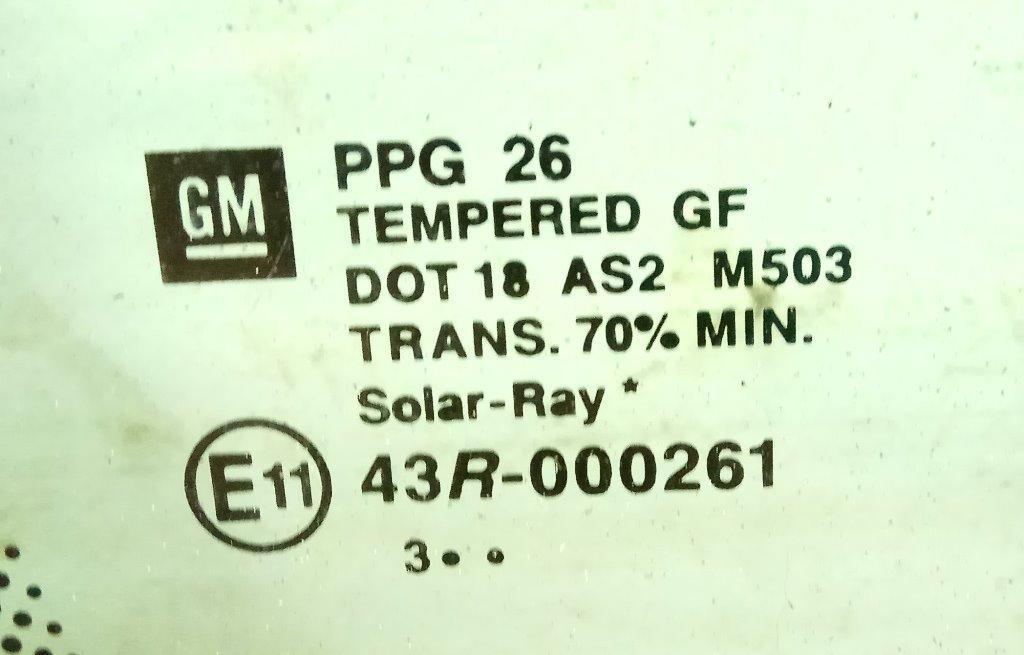 GM
PPG 26
TEMPERED GF
DOT 18 AS2 M503
TRANS. 70% MIN.
Solar-Ray *
E11 43R-000261
3• •